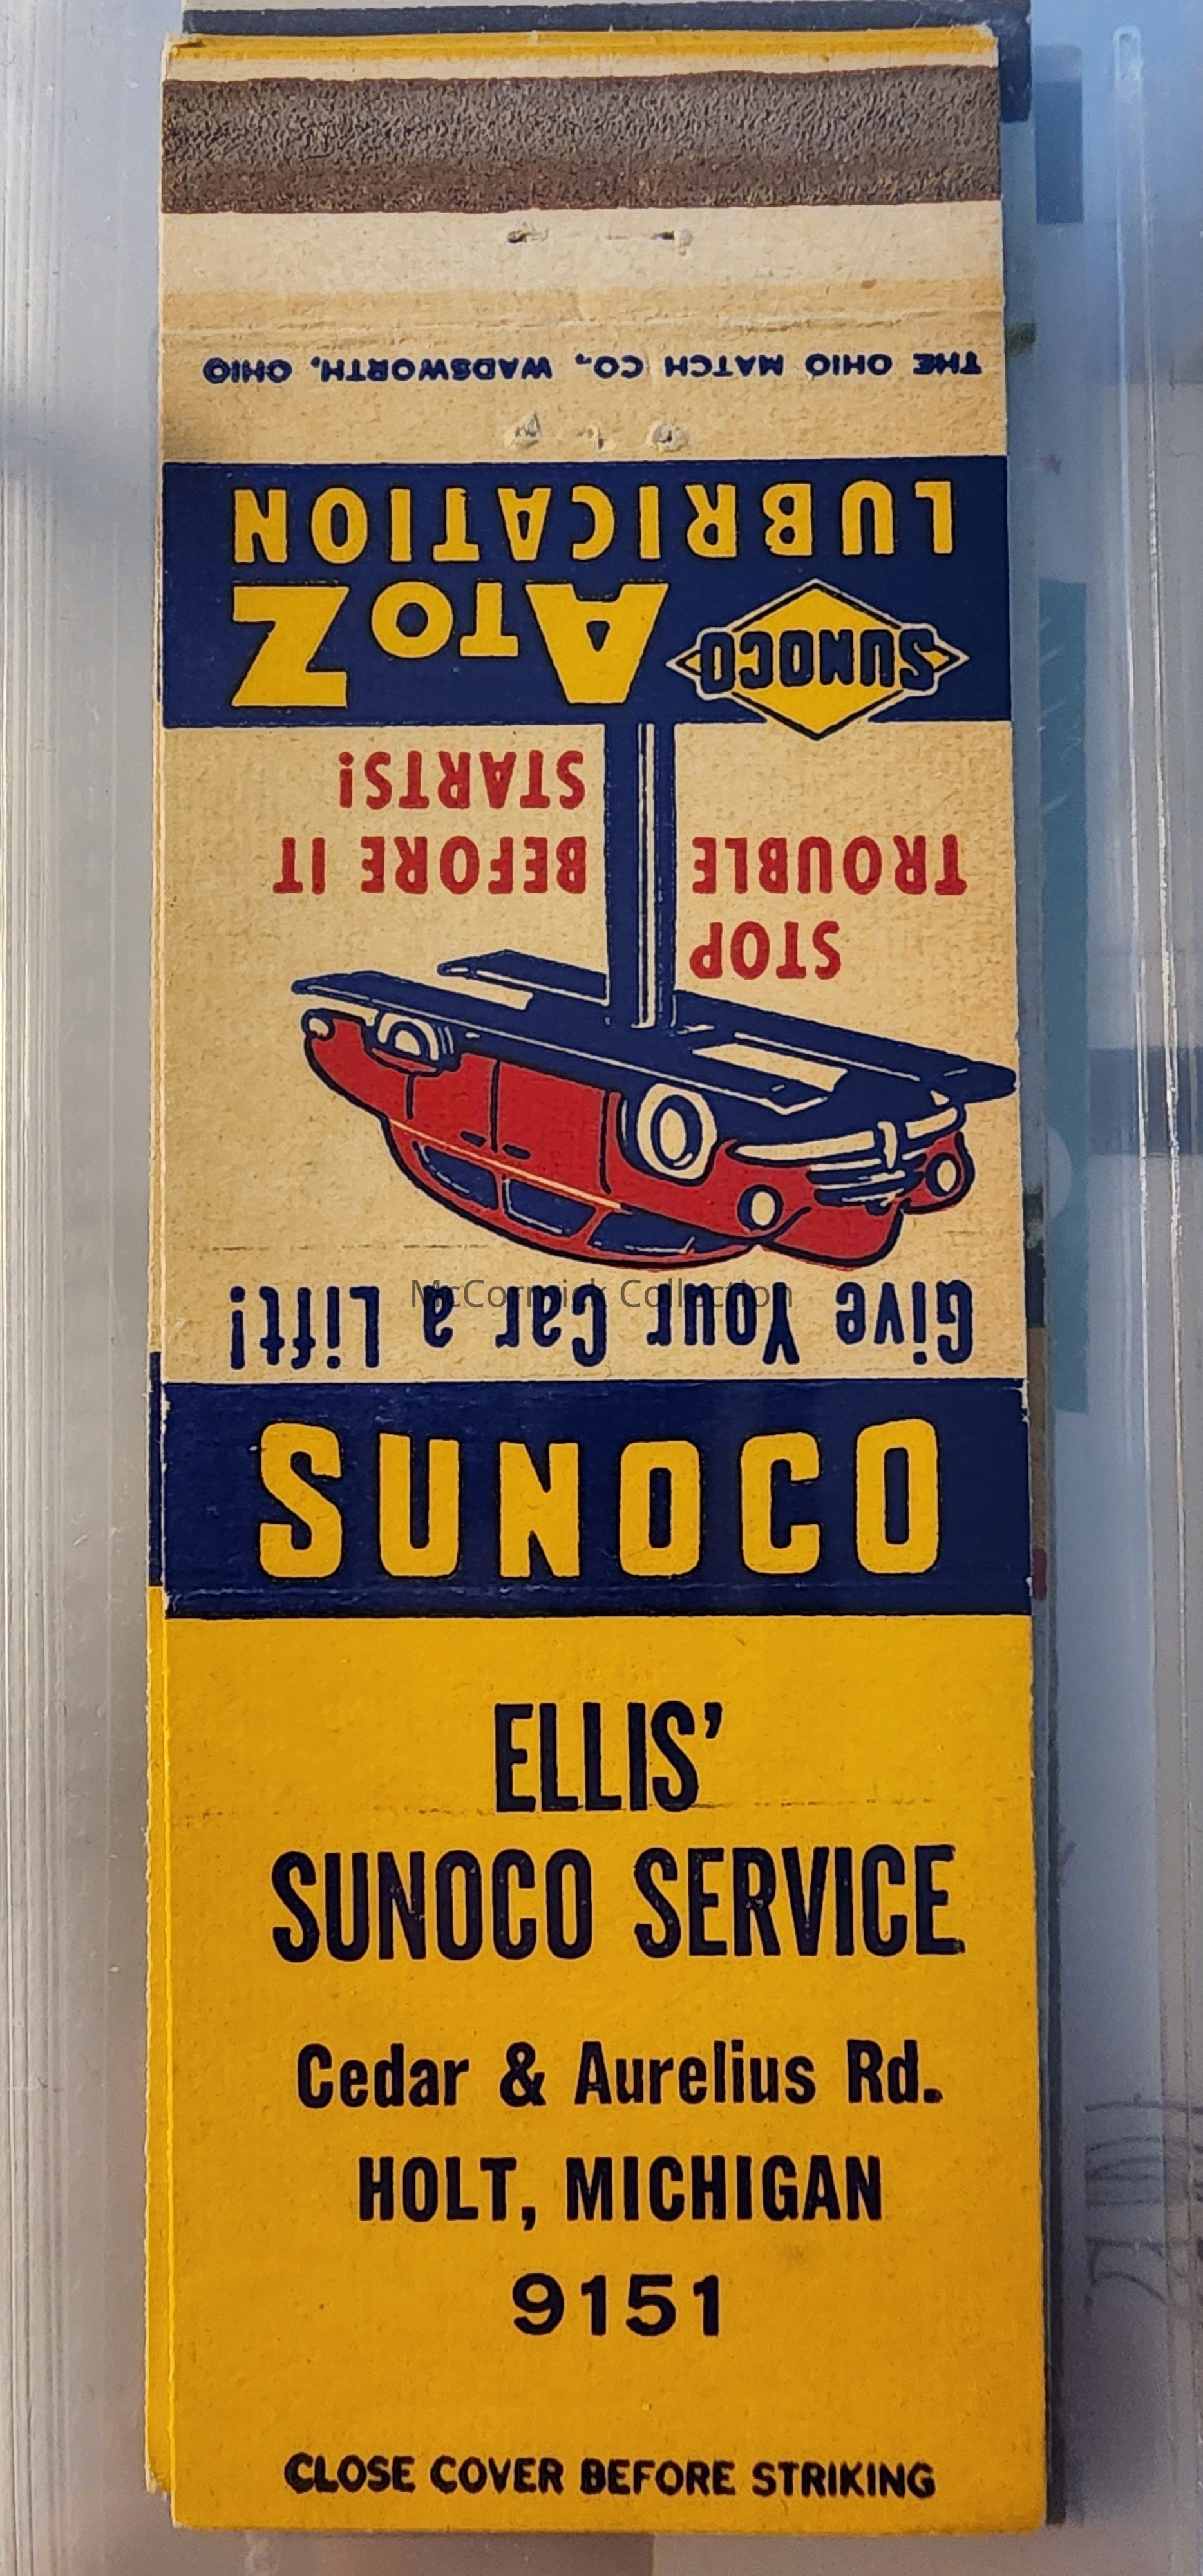 THE OHIO MATCH CO., WADSWORTH, OHIO
Give Your Car a Lift!
STOP
TROUBLE
BEFORE IT
STARTS!
SUNOCO
A TO Z
LUBRICATION
SUNOCO
ELLIS'
SUNOCO SERVICE
Cedar & Aurelius Rd.
HOLT, MICHIGAN
9151
CLOSE COVER BEFORE STRIKING
McCormick Collection